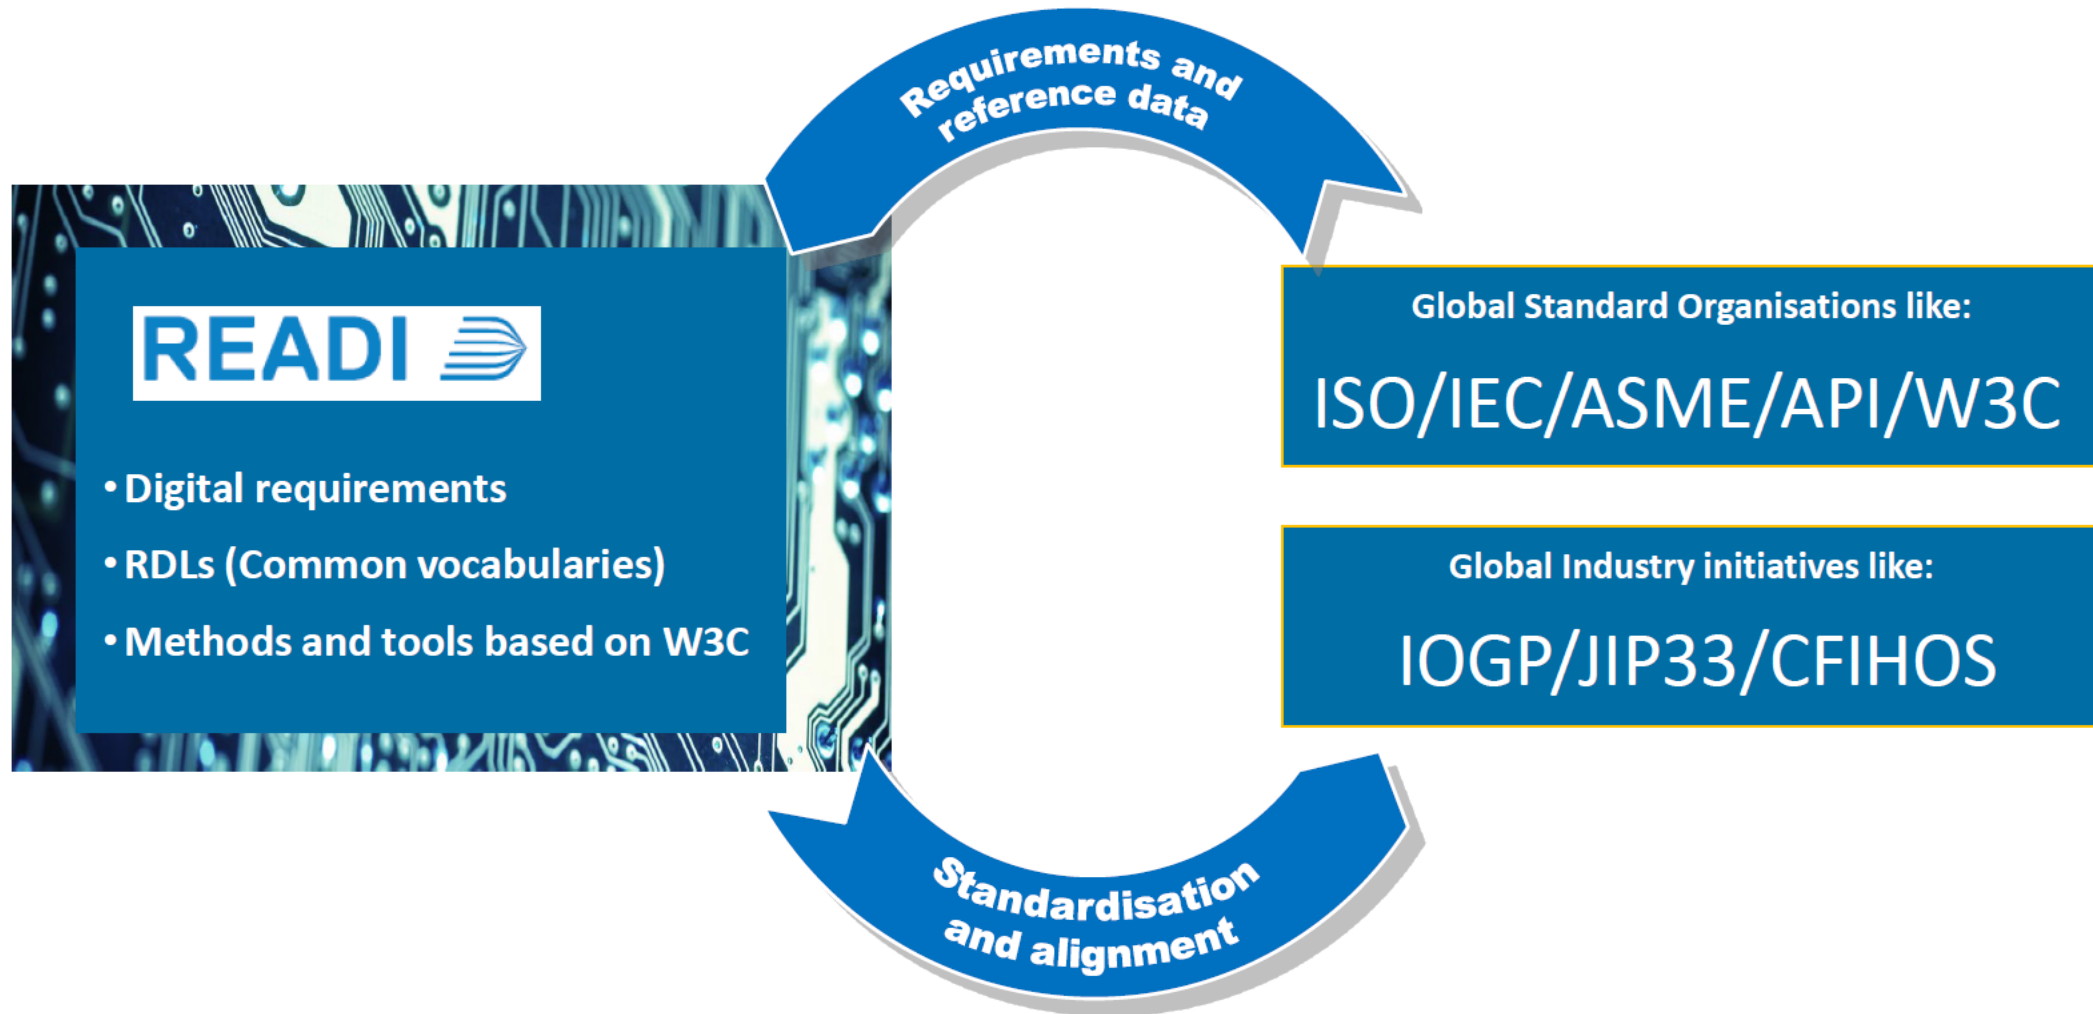 Requirements and
reference data
READI
• Digital requirements
• RDLs (Common vocabularies)
• Methods and tools based on W3C
Global Standard Organisations like:
ISO/IEC/ASME/API/W3C
Global Industry initiatives like:
IOGP/JIP33/CFIHOS
Standardisation
and alignment